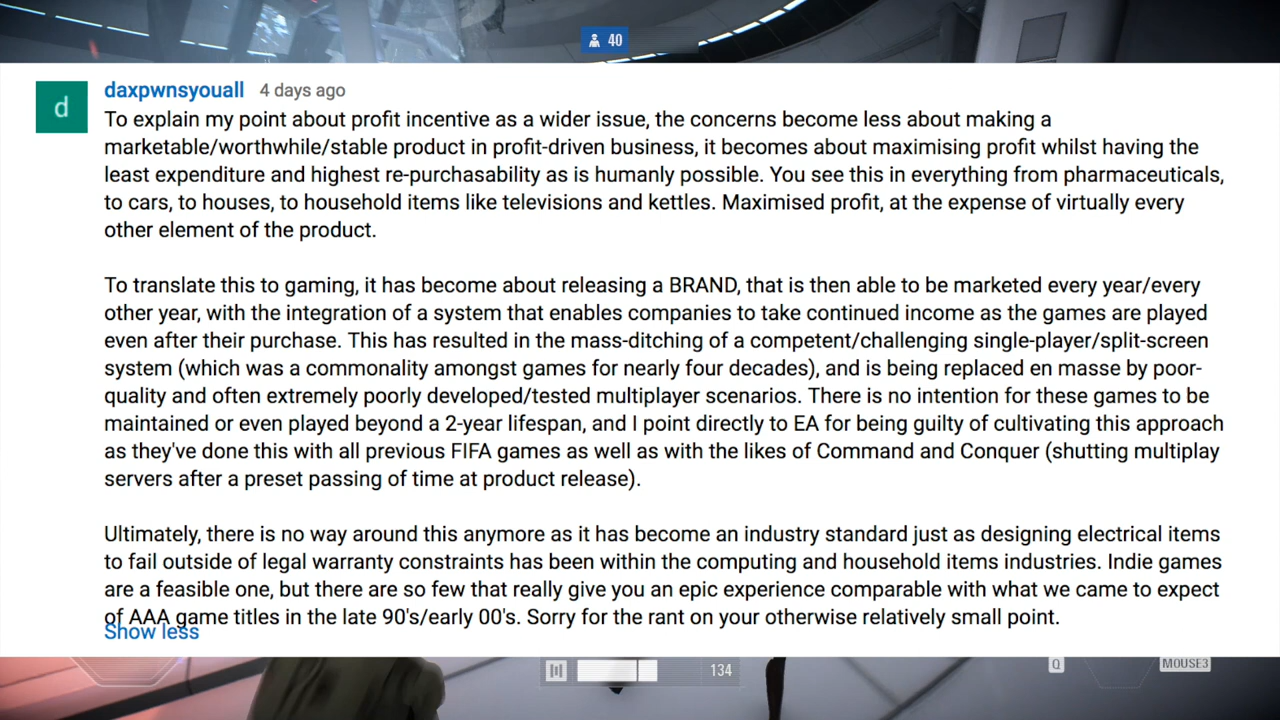 40
d
daxpwnsyouall 4 days ago
To explain my point about profit incentive as a wider issue, the concerns become less about making a
marketable/worthwhile/stable product in profit-driven business, it becomes about maximising profit whilst having the
least expenditure and highest re-purchasability as is humanly possible. You see this in everything from pharmaceuticals,
to cars, to houses, to household items like televisions and kettles. Maximised profit, at the expense of virtually every
other element of the product.
To translate this to gaming, it has become about releasing a BRAND, that is then able to be marketed every year/every
other year, with the integration of a system that enables companies to take continued income as the games are played
even after their purchase. This has resulted in the mass-ditching of a competent/challenging single-player/split-screen
system (which was a commonality amongst games for nearly four decades), and is being replaced en masse by poor-
quality and often extremely poorly developed/tested multiplayer scenarios. There is no intention for these games to be
maintained or even played beyond a 2-year lifespan, and I point directly to EA for being guilty of cultivating this approach
as they've done this with all previous FIFA games as well as with the likes of Command and Conquer (shutting multiplay
servers after a preset passing of time at product release).
Ultimately, there is no way around this anymore as it has become an industry standard just as designing electrical items
to fail outside of legal warranty constraints has been within the computing and household items industries. Indie games
are a feasible one, but there are so few that really give you an epic experience comparable with what we came to expect
of AAA game titles in the late 90's/early 00's. Sorry for the rant on your otherwise relatively small point.
Show less
134
Q
MOUSE3